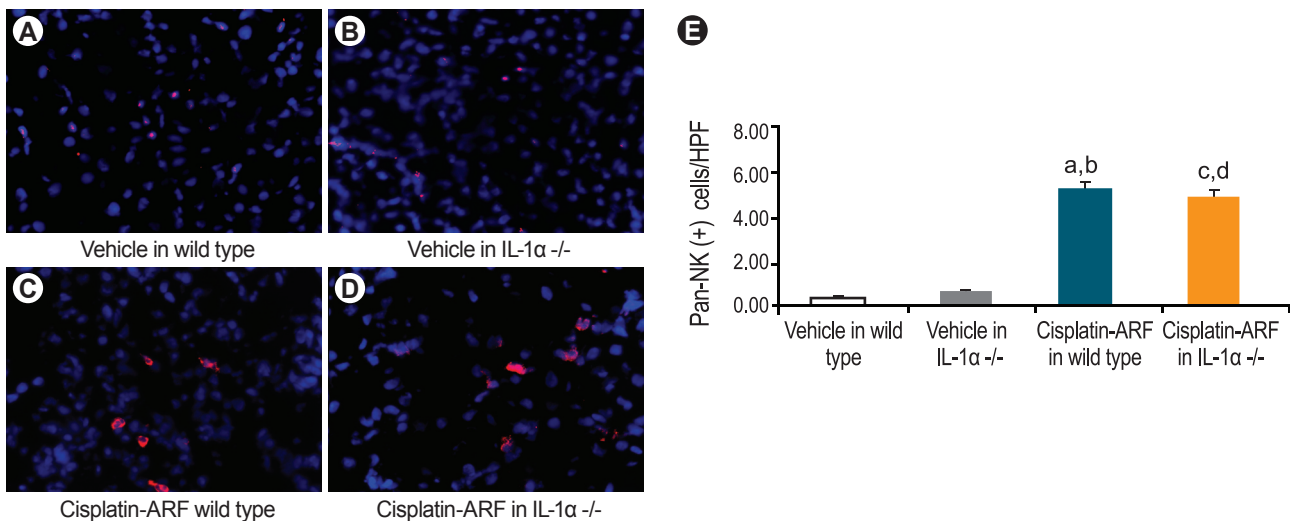 A
B
Vehicle in wild type
Vehicle in IL-1α -/-
C
D
Cisplatin-ARF wild type
Cisplatin-ARF in IL-1α -/-
E
Pan-NK (+) cells/HPF
8.00
6.00
4.00
2.00
0.00
a,b
c,d
Vehicle in wild
type
Vehicle in
IL-1α -/-
Cisplatin-ARF
in wild type
Cisplatin-ARF
in IL-1α -/-